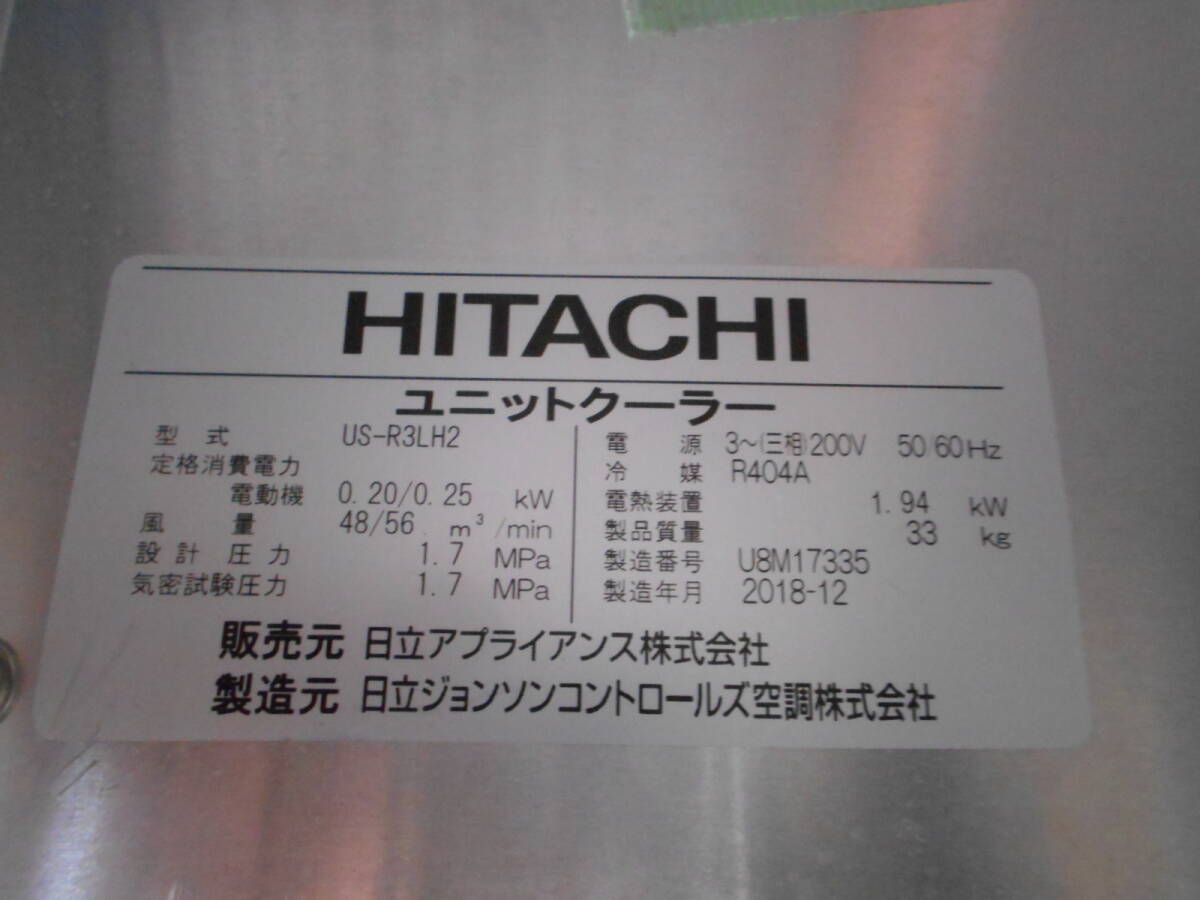 HITACHI
ユニットクーラー
型 式 US-R3LH2
定格消費電力
電動機 0.20/0.25 kW
風 量 48/56 m³/min
設計圧力 1.7 MPa
気密試験圧力 1.7 MPa
電 源 3～(三相)200V 50/60Hz
冷 媒 R404A
電熱装置 1.94 kW
製品質量 33 kg
製造番号 U8M17335
製造年月 2018-12
販売元 日立アプライアンス株式会社
製造元 日立ジョンソンコントロールズ空調株式会社